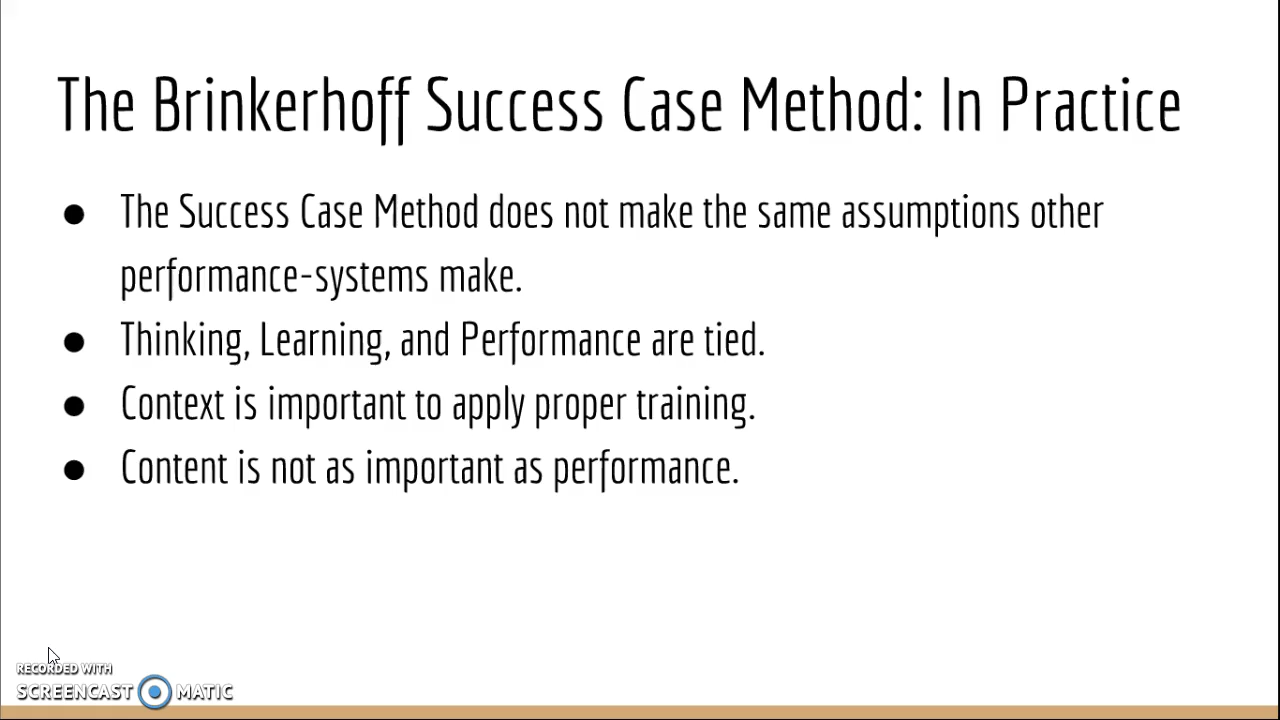 The Brinkerhoff Success Case Method: In Practice
● The Success Case Method does not make the same assumptions other
performance-systems make.
● Thinking, Learning, and Performance are tied.
● Context is important to apply proper training.
● Content is not as important as performance.
RECORDED WITH
SCREENCAST MATIC